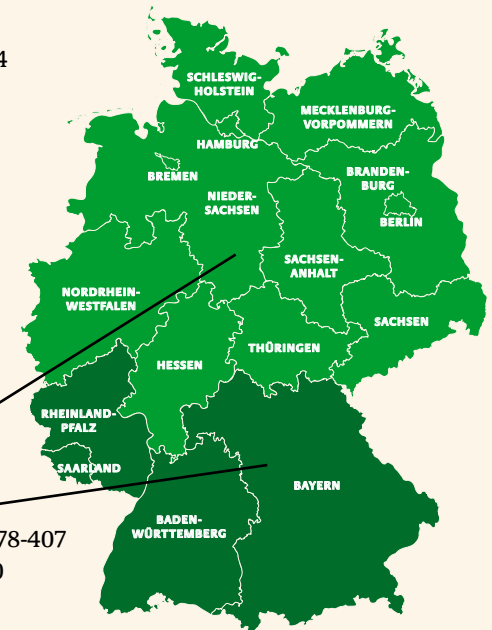 4
SCHLESWIG-
HOLSTEIN
MECKLENBURG-
VORPOMMERN
HAMBURG
BREMEN
BRANDEN-
BURG
NIEDER-
SACHSEN
BERLIN
SACHSEN-
ANHALT
NORDRHEIN-
WESTFALEN
SACHSEN
THÜRINGEN
HESSEN
RHEINLAND-
PFALZ
SAARLAND
BAYERN
BADEN-
WÜRTTEMBERG
78-407
0